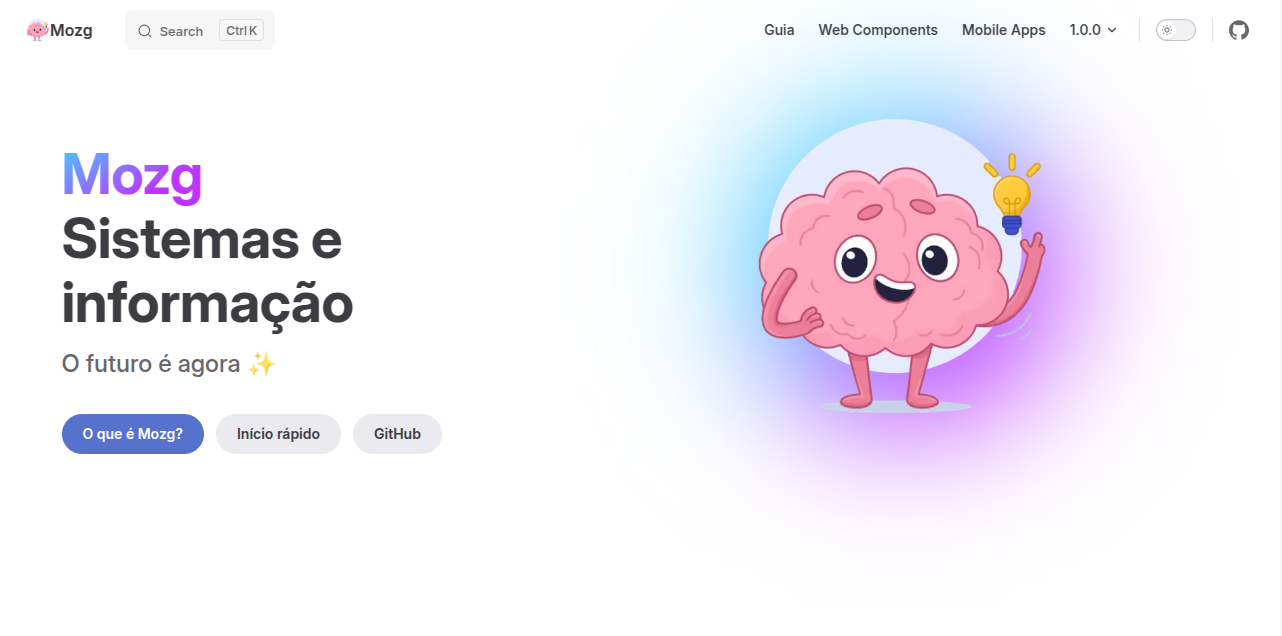 Mozg
Search Ctrl K
Guia
Web Components
Mobile Apps
1.0.0
Mozg
Sistemas e
informação
O futuro é agora ✨
O que é Mozg?
Início rápido
GitHub